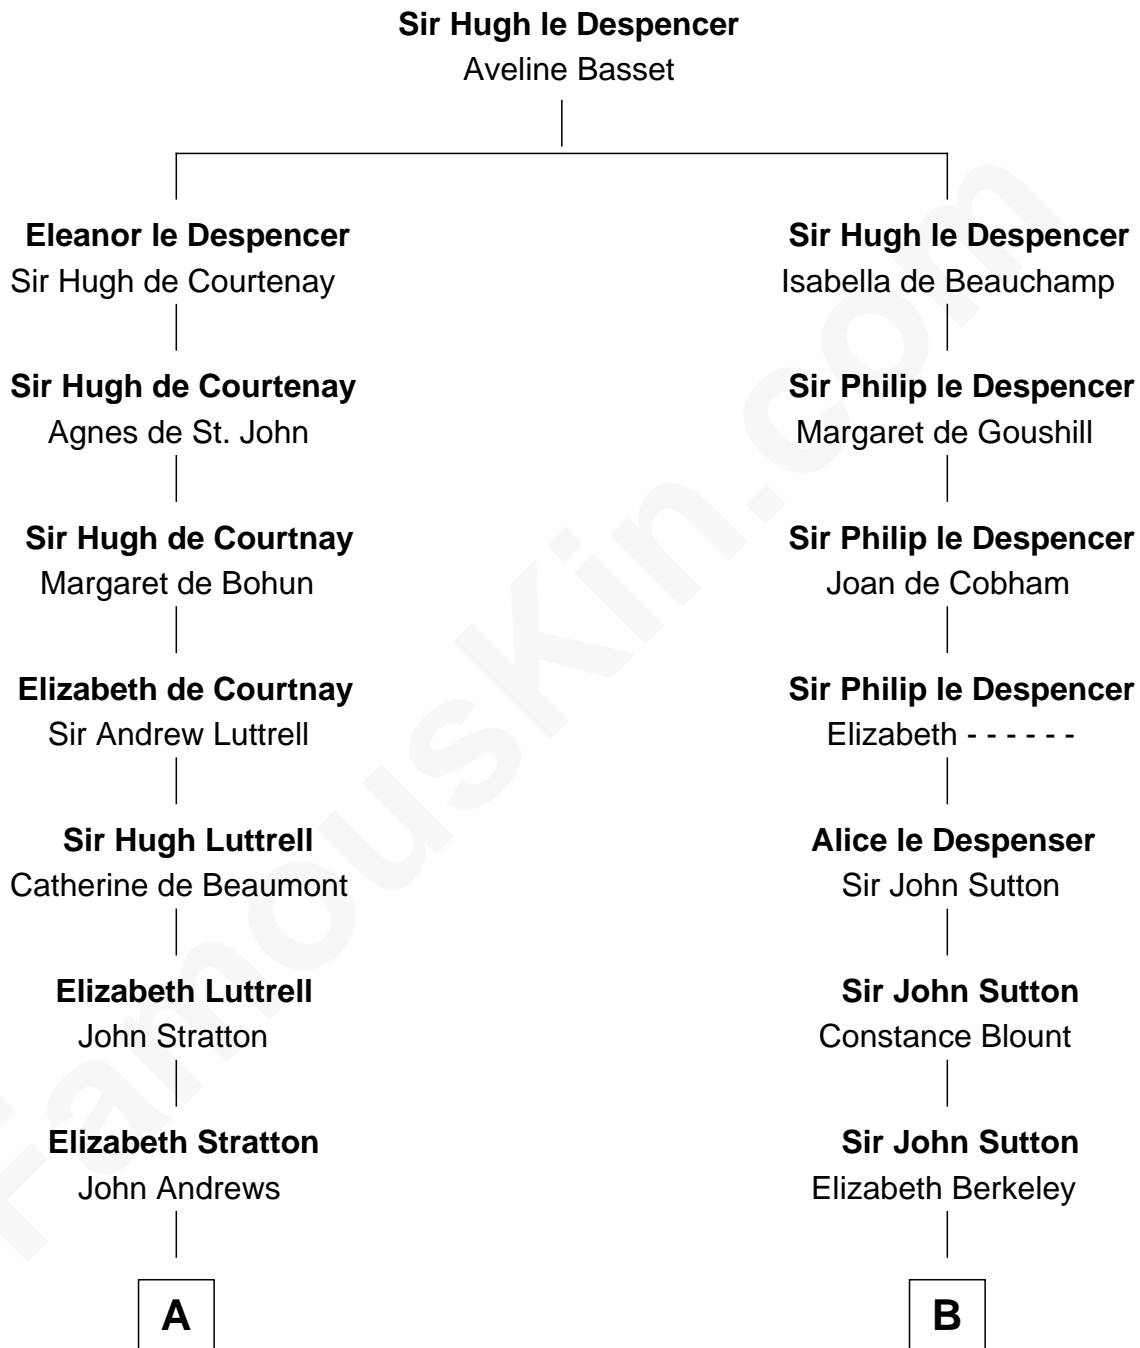 Sir Hugh le Despencer
Aveline Basset
Eleanor le Despencer
Sir Hugh de Courtenay
Sir Hugh de Courtenay
Agnes de St. John
Sir Hugh de Courtnay
Margaret de Bohun
Elizabeth de Courtnay
Sir Andrew Luttrell
Sir Hugh Luttrell
Catherine de Beaumont
Elizabeth Luttrell
John Stratton
Elizabeth Stratton
John Andrews
A
Sir Hugh le Despencer
Isabella de Beauchamp
Sir Philip le Despencer
Margaret de Goushill
Sir Philip le Despencer
Joan de Cobham
Sir Philip le Despencer
Elizabeth - - - - - -
Alice le Despenser
Sir John Sutton
Sir John Sutton
Constance Blount
Sir John Sutton
Elizabeth Berkeley
B
FamousKin.com